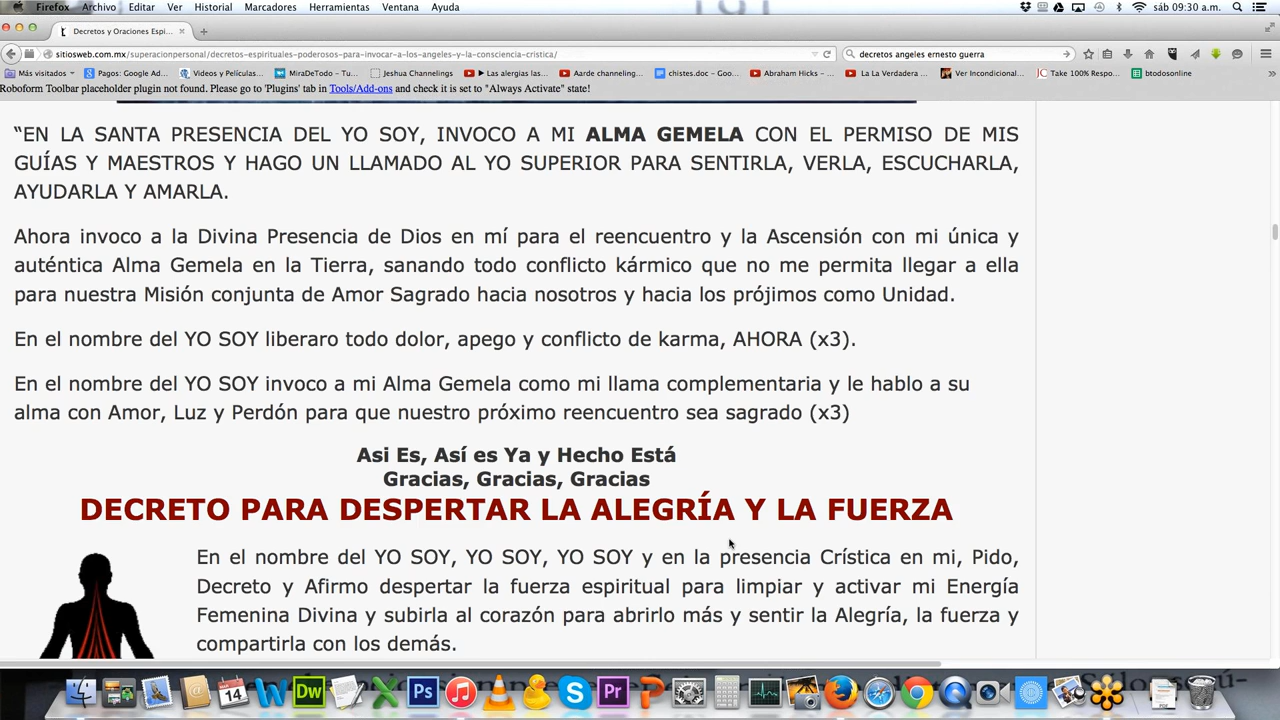 Firefox Archivo Editar Ver Historial Marcadores Herramientas Ventana Ayuda sáb 09:30 a.m.
Decretos y Oraciones Espi...
sitiosweb.com.mx/superacionpersonal/decretos-espirituales-poderosos-para-invocar-a-los-angeles-y-la-consciencia-cristica/ decretos angeles ernesto guerra
Más visitados Pagos: Google Ad... Videos y Películas... MiraDeTodo - Tu... Jeshua Channelings ► Las alergias las... Aarde channeling... chistes.doc - Goo... Abraham Hicks - ... La La Verdadera ... Ver Incondicional... Take 100% Respo... btodosonline
Roboform Toolbar placeholder plugin not found. Please go to 'Plugins' tab in Tools/Add-ons and check it is set to "Always Activate" state!
“EN LA SANTA PRESENCIA DEL YO SOY, INVOCO A MI ALMA GEMELA CON EL PERMISO DE MIS
GUÍAS Y MAESTROS Y HAGO UN LLAMADO AL YO SUPERIOR PARA SENTIRLA, VERLA, ESCUCHARLA,
AYUDARLA Y AMARLA.
Ahora invoco a la Divina Presencia de Dios en mí para el reencuentro y la Ascensión con mi única y
auténtica Alma Gemela en la Tierra, sanando todo conflicto kármico que no me permita llegar a ella
para nuestra Misión conjunta de Amor Sagrado hacia nosotros y hacia los prójimos como Unidad.
En el nombre del YO SOY liberaro todo dolor, apego y conflicto de karma, AHORA (x3).
En el nombre del YO SOY invoco a mi Alma Gemela como mi llama complementaria y le hablo a su
alma con Amor, Luz y Perdón para que nuestro próximo reencuentro sea sagrado (x3)
Asi Es, Así es Ya y Hecho Está
Gracias, Gracias, Gracias
DECRETO PARA DESPERTAR LA ALEGRÍA Y LA FUERZA
En el nombre del YO SOY, YO SOY, YO SOY y en la presencia Crística en mi, Pido,
Decreto y Afirmo despertar la fuerza espiritual para limpiar y activar mi Energía
Femenina Divina y subirla al corazón para abrirlo más y sentir la Alegría, la fuerza y
compartirla con los demás.
14
Dw
Ps
Pr